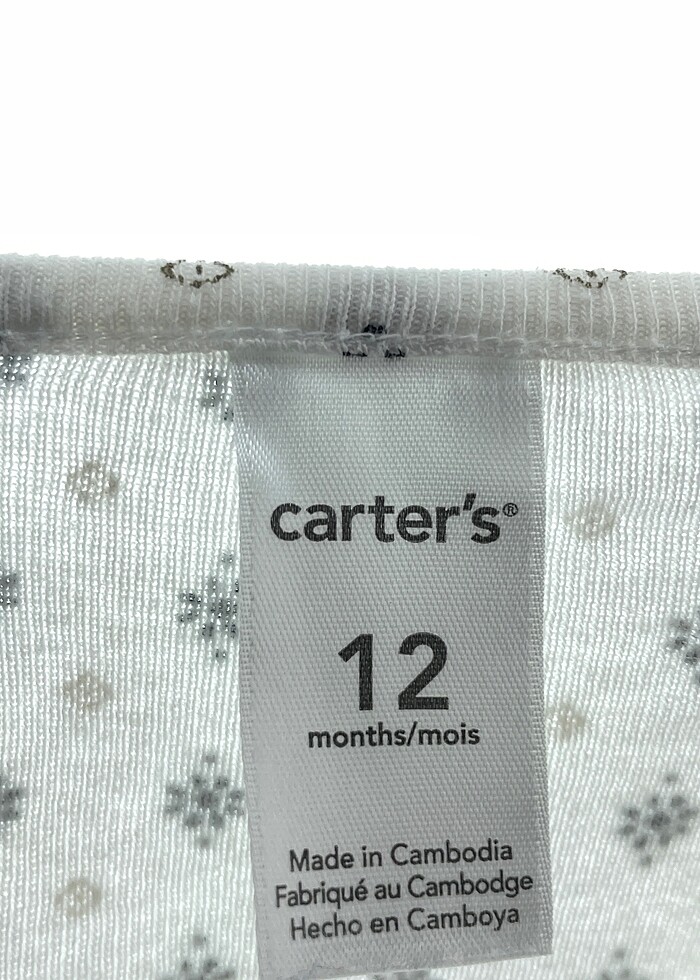 carter's®
12
months/mois
Made in Cambodia
Fabriqué au Cambodge
Hecho en Camboya